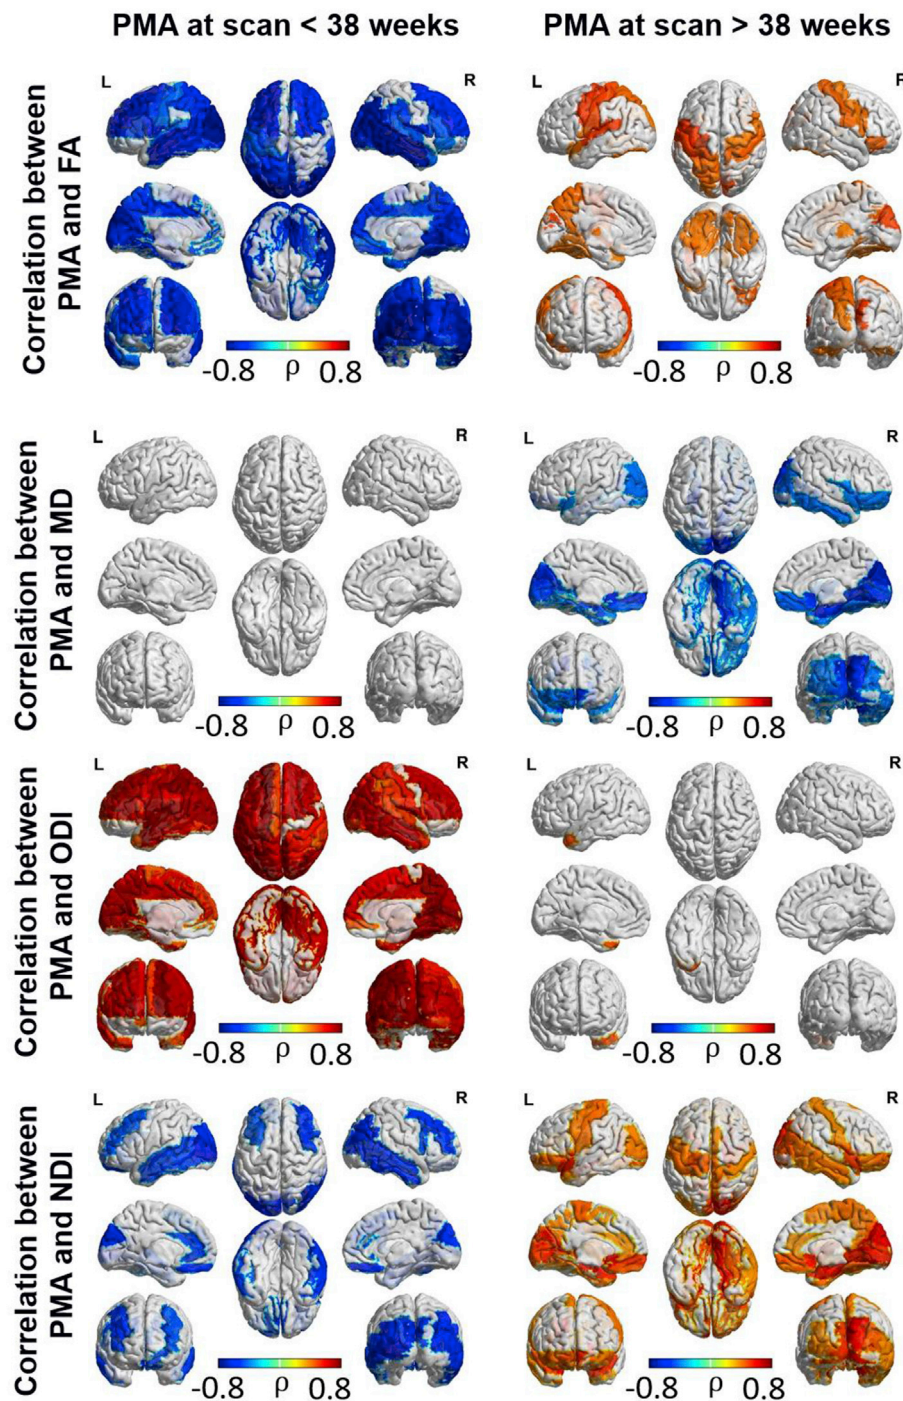 PMA at scan < 38 weeks
PMA at scan > 38 weeks
Correlation between
PMA and FA
L
R
-0.8 ρ 0.8
L
R
-0.8 ρ 0.8
Correlation between
PMA and MD
L
R
-0.8 ρ 0.8
L
R
-0.8 ρ 0.8
Correlation between
PMA and ODI
L
R
-0.8 ρ 0.8
L
R
-0.8 ρ 0.8
Correlation between
PMA and NDI
L
R
-0.8 ρ 0.8
L
R
-0.8 ρ 0.8